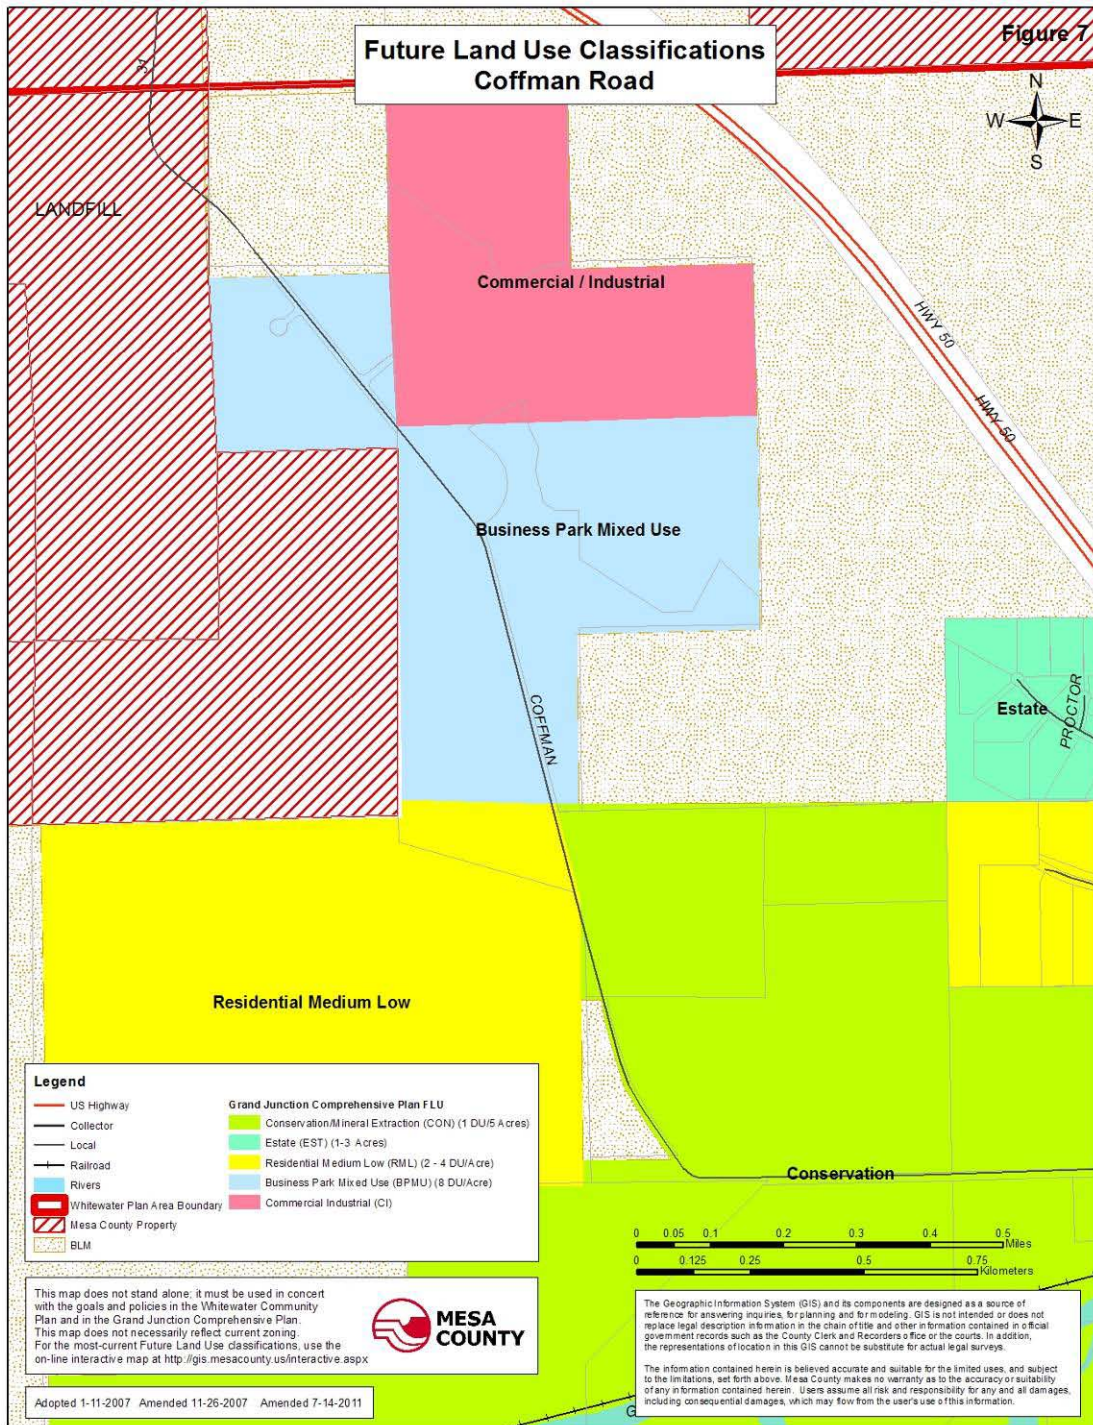 Figure 7
Future Land Use Classifications
Coffman Road
N
W E
S
31
LANDFILL
Commercial / Industrial
HWY 50
HWY 50
Business Park Mixed Use
COFFMAN
Estate
PROCTOR
Residential Medium Low
Conservation
Legend
US Highway
Collector
Local
Railroad
Rivers
Whitewater Plan Area Boundary
Mesa County Property
BLM
Grand Junction Comprehensive Plan FLU
Conservation/Mineral Extraction (CON) (1 DU/5 Acres)
Estate (EST) (1-3 Acres)
Residential Medium Low (RML) (2 - 4 DU/Acre)
Business Park Mixed Use (BPMU) (8 DU/Acre)
Commercial Industrial (CI)
0 0.05 0.1 0.2 0.3 0.4 0.5
Miles
0 0.125 0.25 0.5 0.75
Kilometers
This map does not stand alone; it must be used in concert
with the goals and policies in the Whitewater Community
Plan and in the Grand Junction Comprehensive Plan.
This map does not necessarily reflect current zoning.
For the most-current Future Land Use classifications, use the
on-line interactive map at http://gis.mesacounty.us/interactive.aspx
MESA
COUNTY
Adopted 1-11-2007 Amended 11-26-2007 Amended 7-14-2011
The Geographic Information System (GIS) and its components are designed as a source of
reference for answering inquiries, for planning and for modeling. GIS is not intended or does not
replace legal description information in the chain of title and other information contained in official
government records such as the County Clerk and Recorders office or the courts. In addition,
the representations of location in this GIS cannot be substitute for actual legal surveys.
The information contained herein is believed accurate and suitable for the limited uses, and subject
to the limitations, set forth above. Mesa County makes no warranty as to the accuracy or suitability
of any information contained herein. Users assume all risk and responsibility for any and all damages,
including consequential damages, which may flow from the user's use of this information.
G